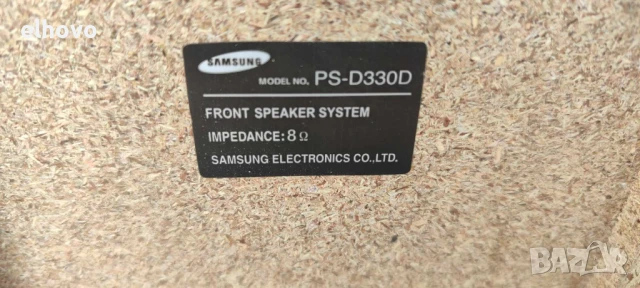 elhovo
SAMSUNG
MODEL NO. PS-D330D
FRONT SPEAKER SYSTEM
IMPEDANCE: 8 Ω
SAMSUNG ELECTRONICS CO.,LTD.
bazar